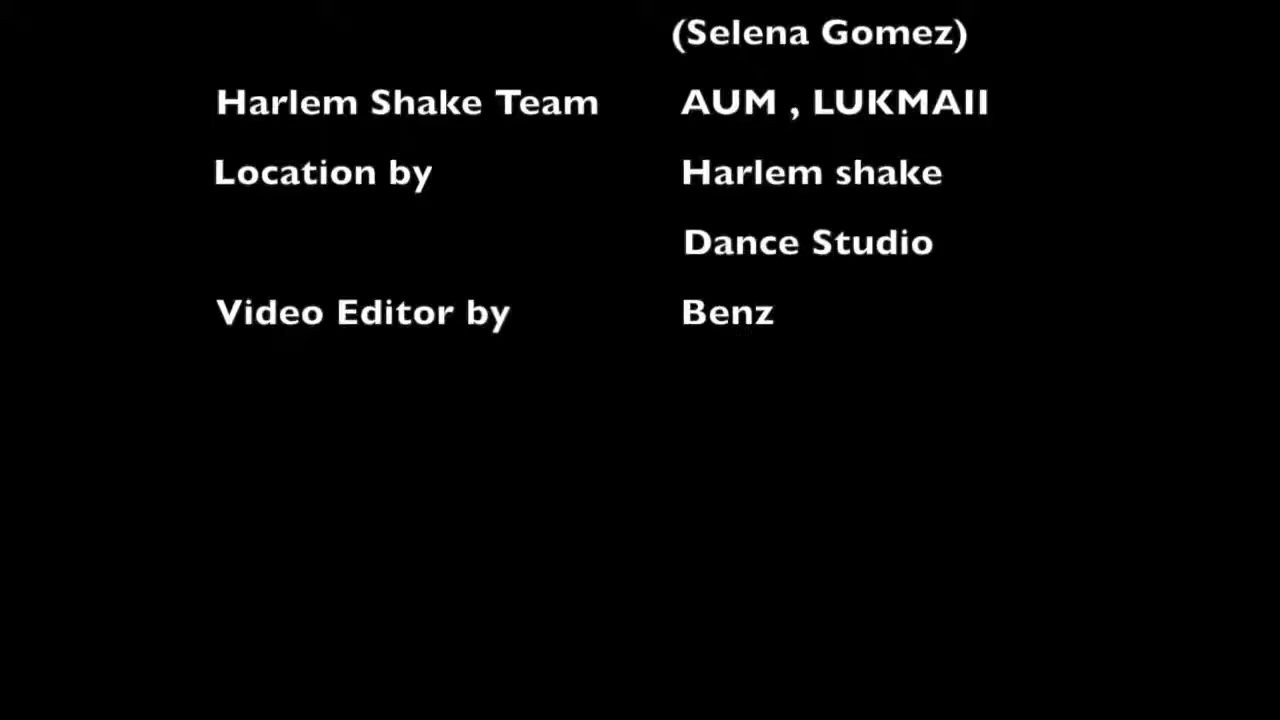 (Selena Gomez)
Harlem Shake Team AUM , LUKMAII
Location by Harlem shake
Dance Studio
Video Editor by Benz